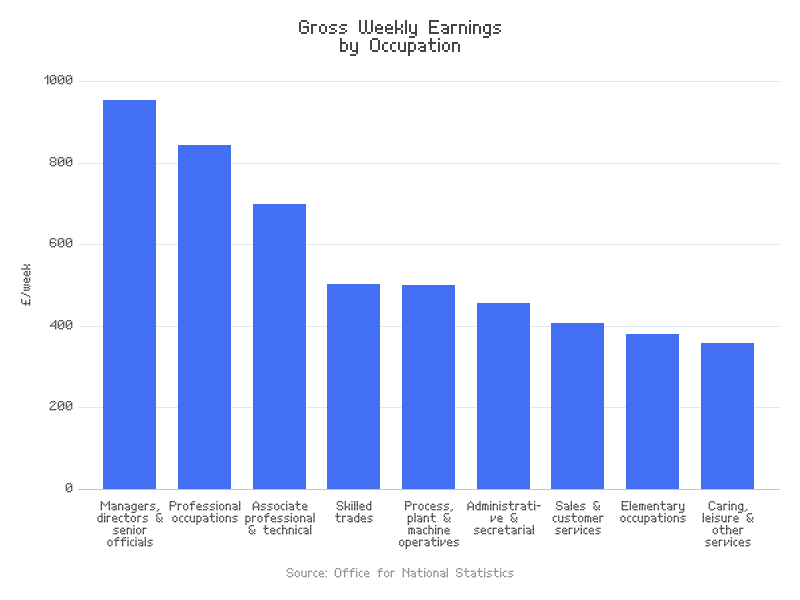 Gross Weekly Earnings
by Occupation
1000
800
600
400
200
0
£/week
Managers,
directors &
senior
officials
Professional
occupations
Associate
professional
& technical
Skilled
trades
Process,
plant &
machine
operatives
Administrati-
ve &
secretarial
Sales &
customer
services
Elementary
occupations
Caring,
leisure &
other
services
Source: Office for National Statistics